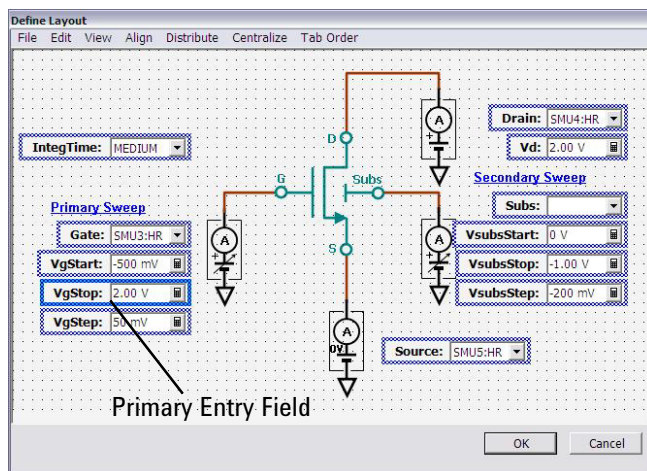 Define Layout
File Edit View Align Distribute Centralize Tab Order
IntegTime: MEDIUM
Primary Sweep
Gate: SMU3:HR
VgStart: -500 mV
VgStop: 2.00 V
VgStep: 50 mV
Primary Entry Field
D
G
Subs
S
A
+
A
+
A
+
A
0V
Drain: SMU4:HR
Vd: 2.00 V
Secondary Sweep
Subs:
VsubsStart: 0 V
VsubsStop: -1.00 V
VsubsStep: -200 mV
Source: SMU5:HR
OK Cancel